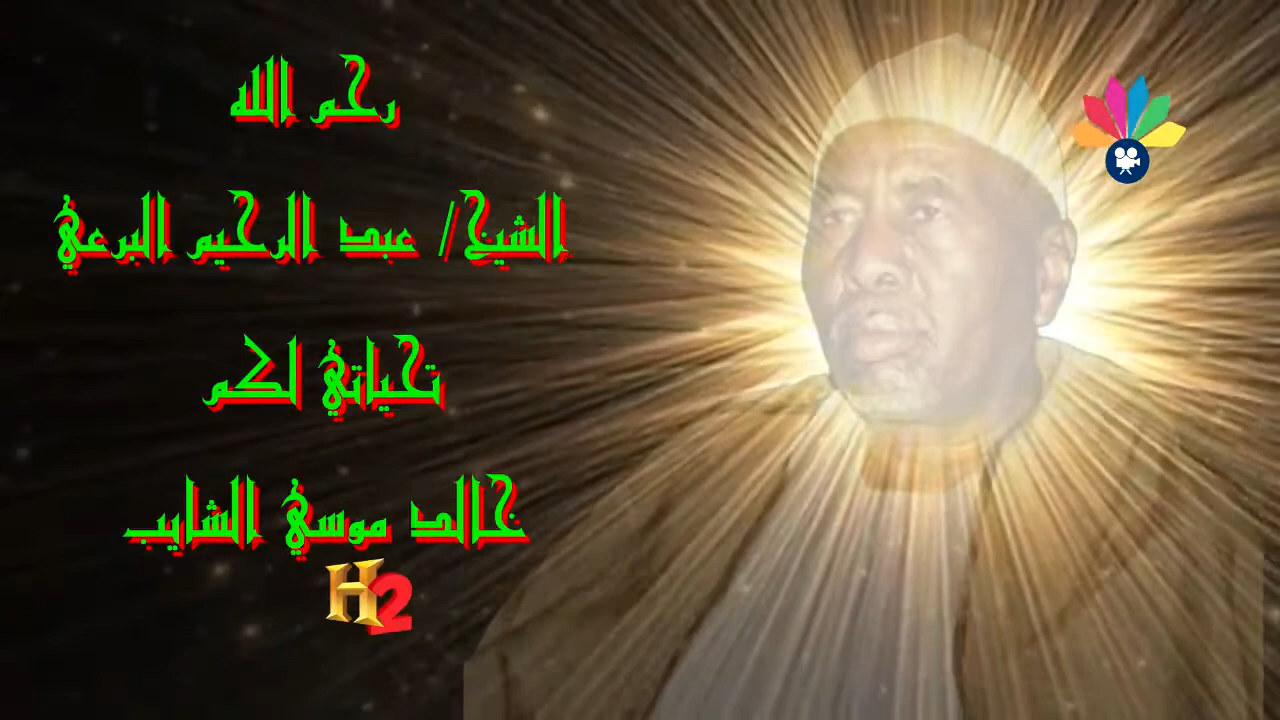 رحم الله
الشيخ/ عبد الرحيم البرعي
تحياتي لكم
خالد موسي الشايب
H2